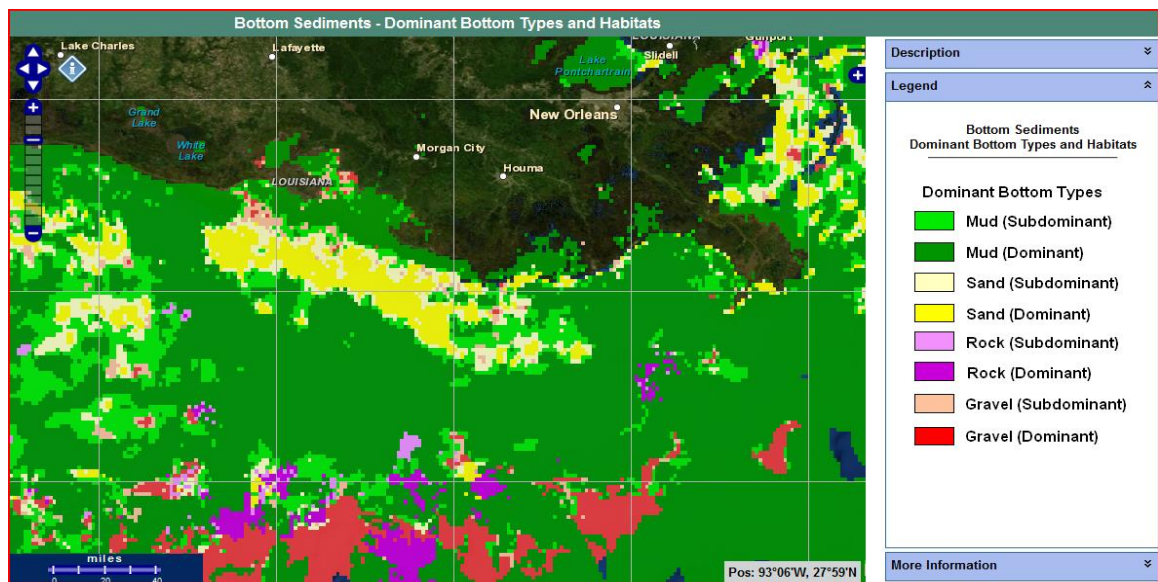 Bottom Sediments - Dominant Bottom Types and Habitats
Lake Charles
Lafayette
LOUISIANA
Gulfport
Slidell
Lake
Pontchartrain
New Orleans
Grand
Lake
White
Lake
Morgan City
Houma
LOUISIANA
miles
0 20 40
Pos: 93°06'W, 27°59'N
Description
Legend
Bottom Sediments
Dominant Bottom Types and Habitats
Dominant Bottom Types
Mud (Subdominant)
Mud (Dominant)
Sand (Subdominant)
Sand (Dominant)
Rock (Subdominant)
Rock (Dominant)
Gravel (Subdominant)
Gravel (Dominant)
More Information